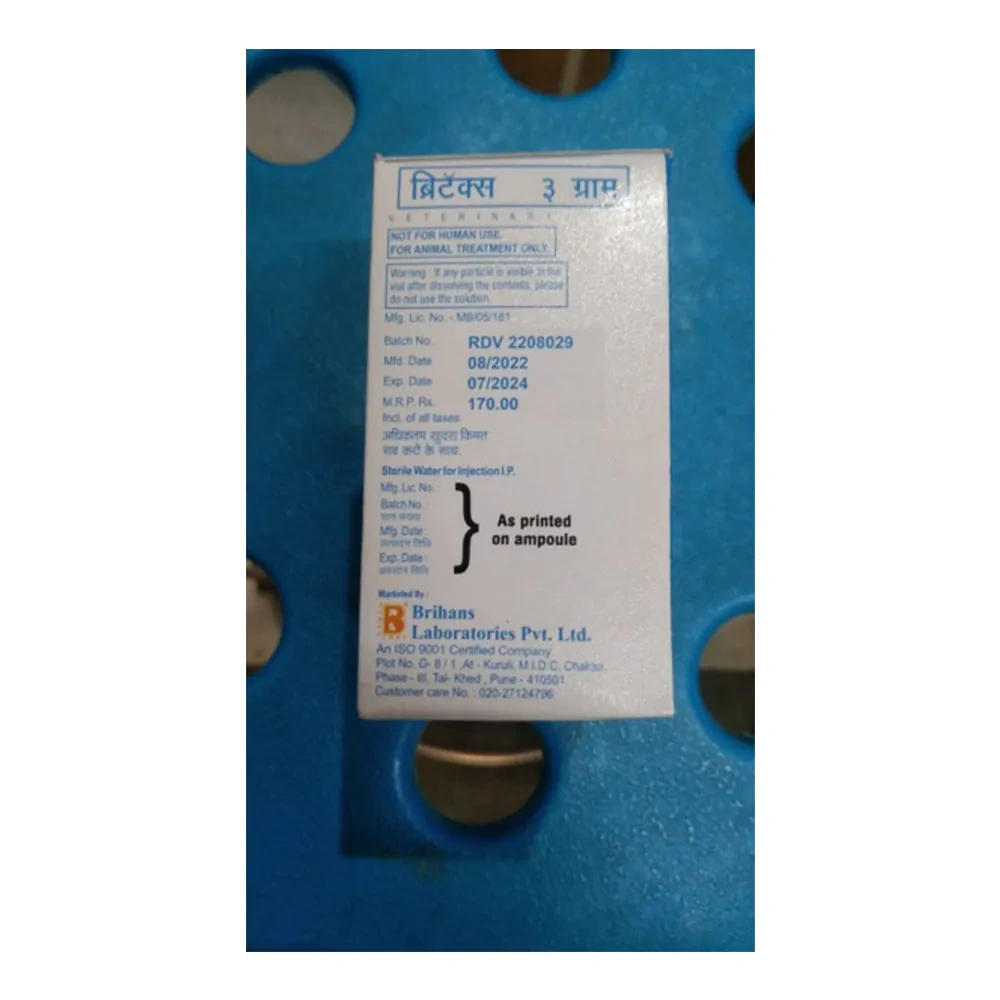 ब्रिटॅक्स ३ ग्राम
VETERINARY
NOT FOR HUMAN USE.
FOR ANIMAL TREATMENT ONLY.
Warning : If any particle is visible in the
vial after dissolving the contents, please
do not use the solution.
Mfg. Lic. No. - MB/05/181
Batch No. RDV 2208029
Mfd. Date 08/2022
Exp. Date 07/2024
M.R.P. Rs. 170.00
Incl. of all taxes.
अधिकतम खुदरा किमत
सब करों के साथ.
Sterile Water for Injection I.P.
Mfg. Lic. No. :
Batch No. :
Mfg. Date :
उत्पादन तिथि
Exp. Date :
अवसान तिथि
} As printed
on ampoule
Marketed By :
B Brihans
Laboratories Pvt. Ltd.
An ISO 9001 Certified Company
Plot No. G- 8 / 1 ,At - Kuruli, M.I.D.C, Chakan,
Phase - III, Tal- Khed , Pune - 410501
Customer care No. : 020-27124796